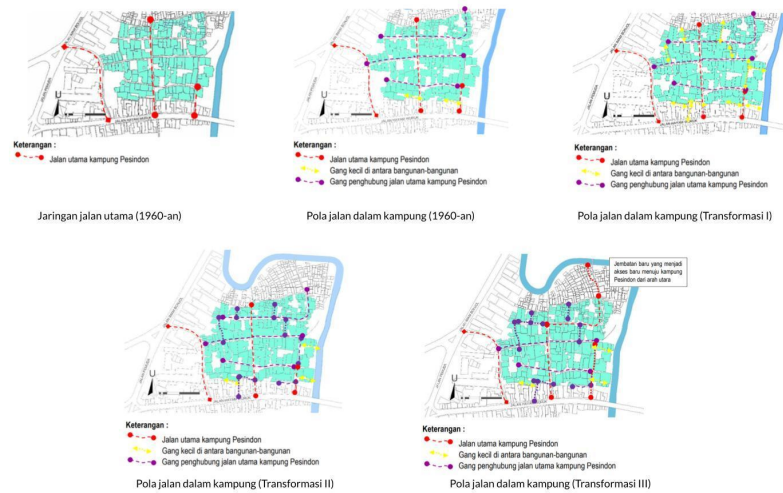 U
Keterangan :
Jalan utama kampung Pesindon
Jaringan jalan utama (1960-an)
U
Keterangan :
Jalan utama kampung Pesindon
Gang kecil di antara bangunan-bangunan
Gang penghubung jalan utama kampung Pesindon
Pola jalan dalam kampung (1960-an)
U
Keterangan :
Jalan utama kampung Pesindon
Gang kecil di antara bangunan-bangunan
Gang penghubung jalan utama kampung Pesindon
Pola jalan dalam kampung (Transformasi I)
U
Keterangan :
Jalan utama kampung Pesindon
Gang kecil di antara bangunan-bangunan
Gang penghubung jalan utama kampung Pesindon
Pola jalan dalam kampung (Transformasi II)
Jembatan baru yang menjadi
akses baru menuju kampung
Pesindon dari arah utara
U
Keterangan :
Jalan utama kampung Pesindon
Gang kecil di antara bangunan-bangunan
Gang penghubung jalan utama kampung Pesindon
Pola jalan dalam kampung (Transformasi III)